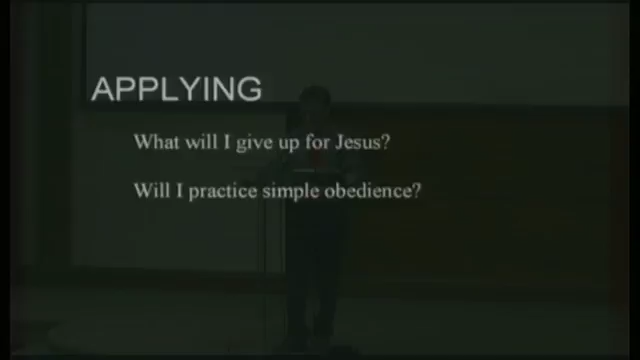 APPLYING
What will I give up for Jesus?
Will I practice simple obedience?